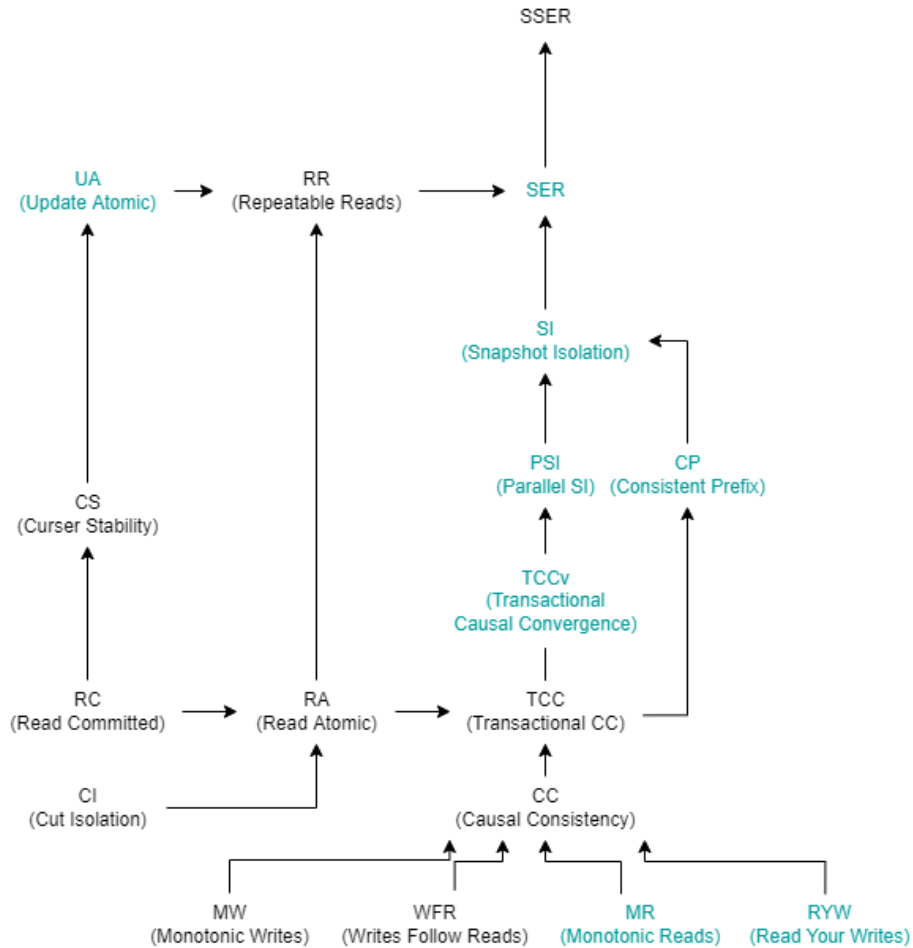 SSER
UA
(Update Atomic)
RR
(Repeatable Reads)
SER
SI
(Snapshot Isolation)
PSI
(Parallel SI)
CP
(Consistent Prefix)
CS
(Curser Stability)
TCCv
(Transactional
Causal Convergence)
RC
(Read Committed)
RA
(Read Atomic)
TCC
(Transactional CC)
CI
(Cut Isolation)
CC
(Causal Consistency)
MW
(Monotonic Writes)
WFR
(Writes Follow Reads)
MR
(Monotonic Reads)
RYW
(Read Your Writes)